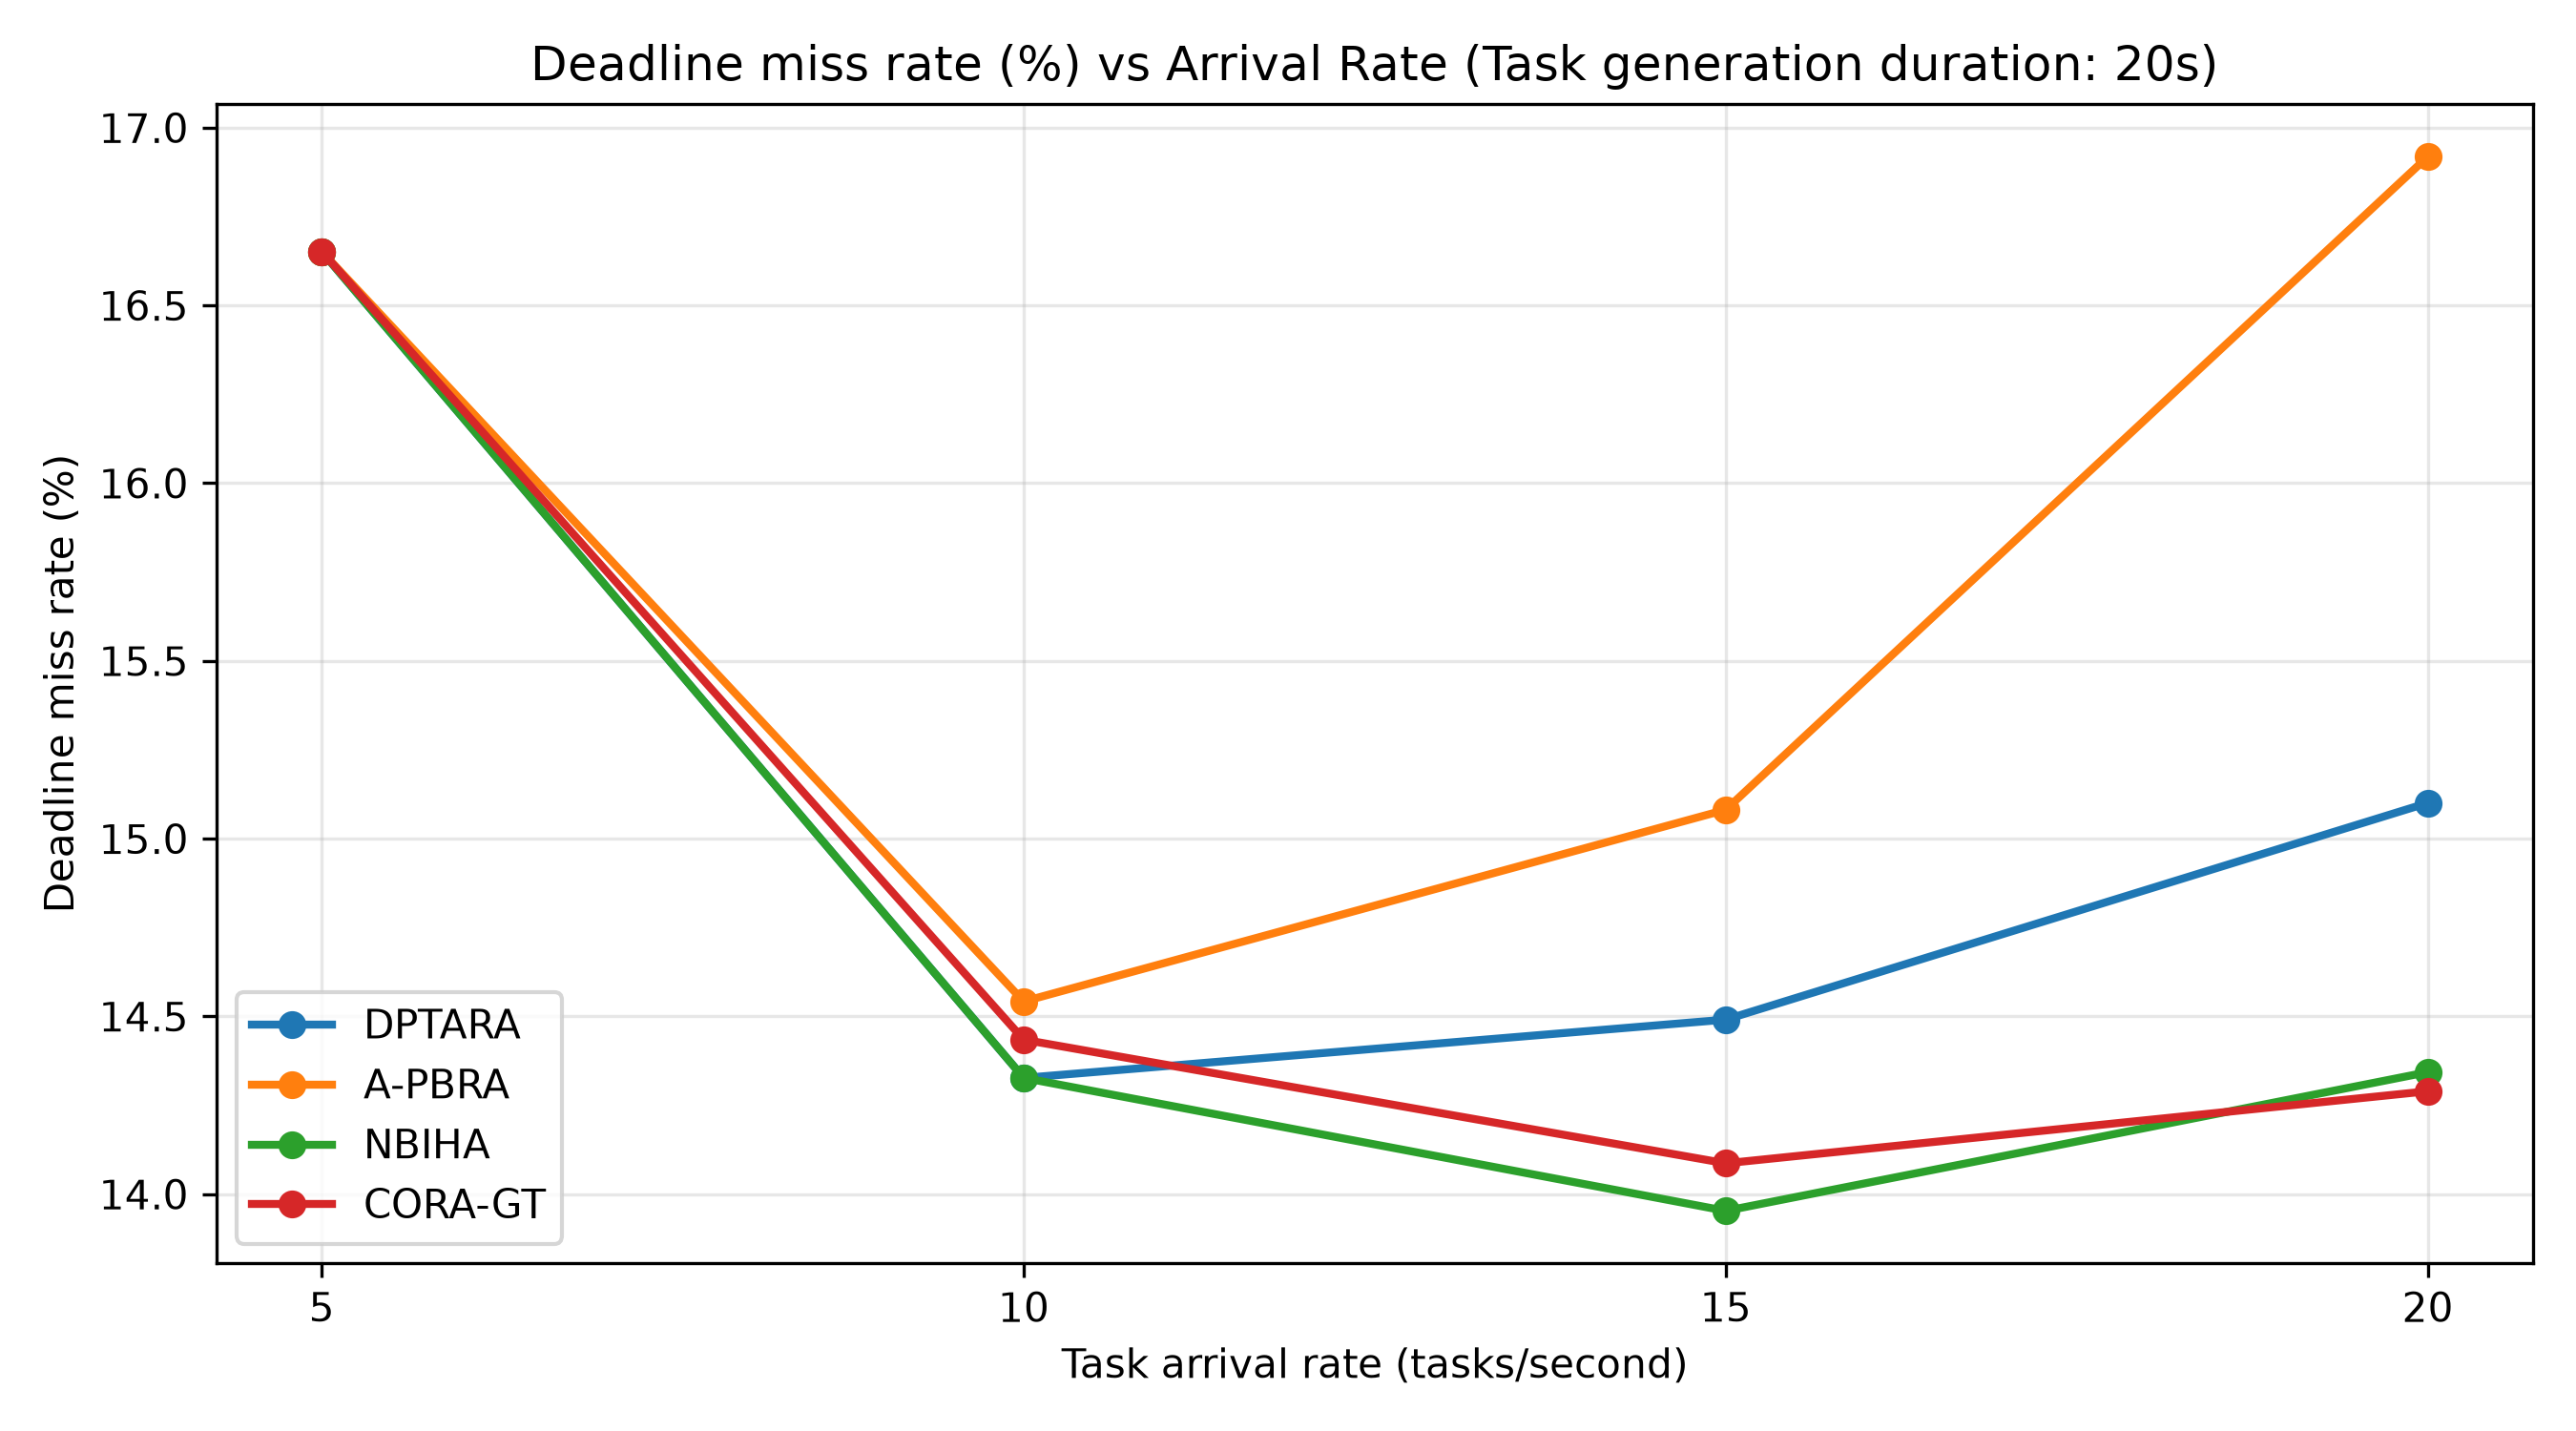 Deadline miss rate (%) vs Arrival Rate (Task generation duration: 20s)
Deadline miss rate (%)
17.0
16.5
16.0
15.5
15.0
14.5
14.0
DPTARA
A-PBRA
NBIHA
CORA-GT
5
10
15
20
Task arrival rate (tasks/second)